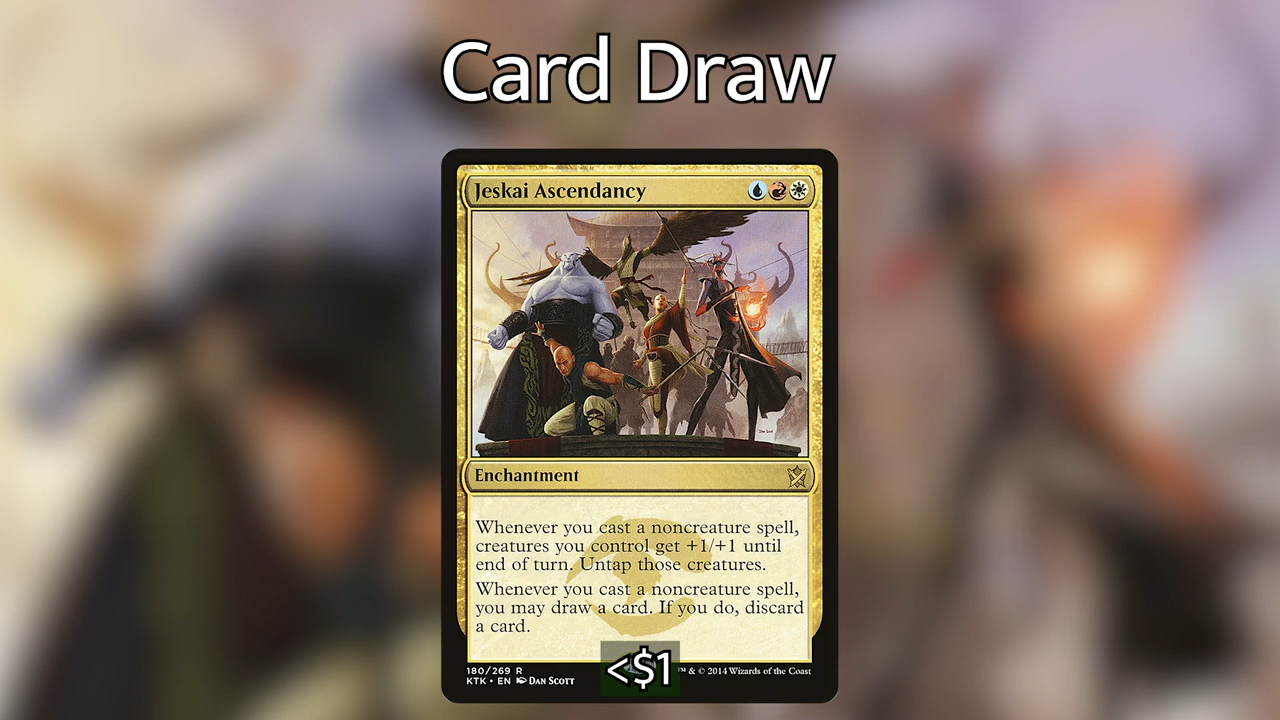 Card Draw
Jeskai Ascendancy
Enchantment
Whenever you cast a noncreature spell,
creatures you control get +1/+1 until
end of turn. Untap those creatures.
Whenever you cast a noncreature spell,
you may draw a card. If you do, discard
a card.
<$1
180/269 R
™ & © 2014 Wizards of the Coast
KTK • EN DAN SCOTT